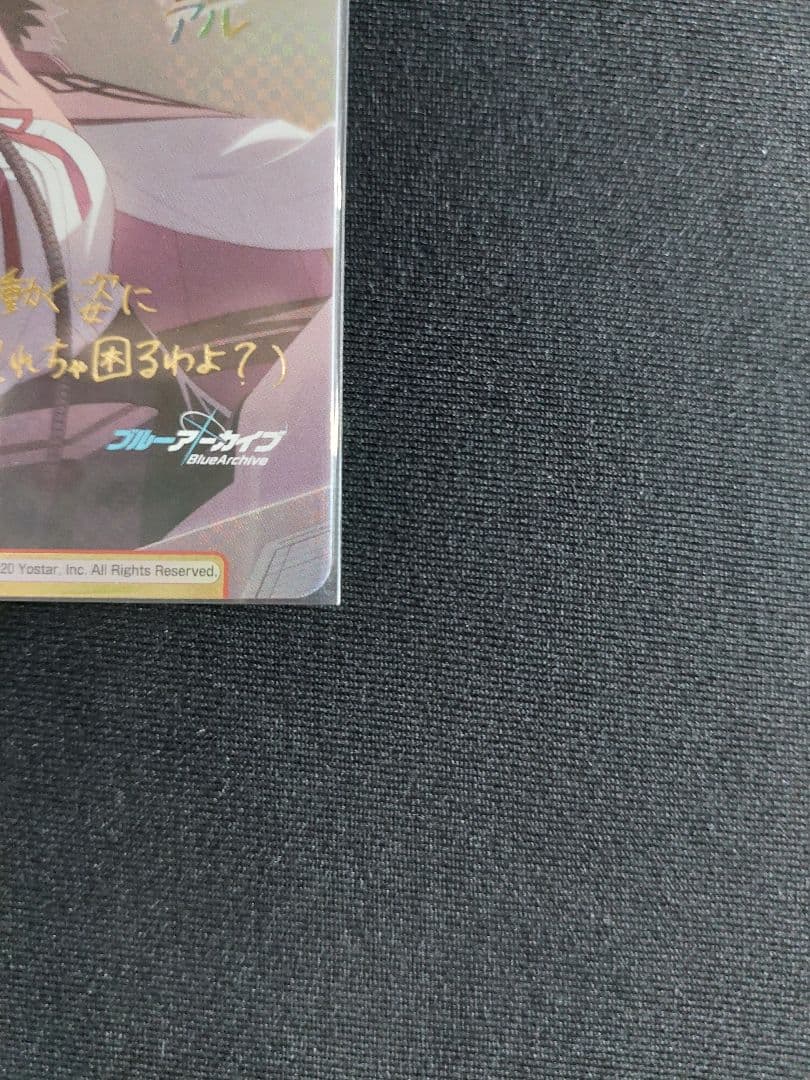 アル
動く姿に
れちゃ困るわよ?)
ブルーアーカイブ
BlueArchive
20 Yostar, Inc. All Rights Reserved.